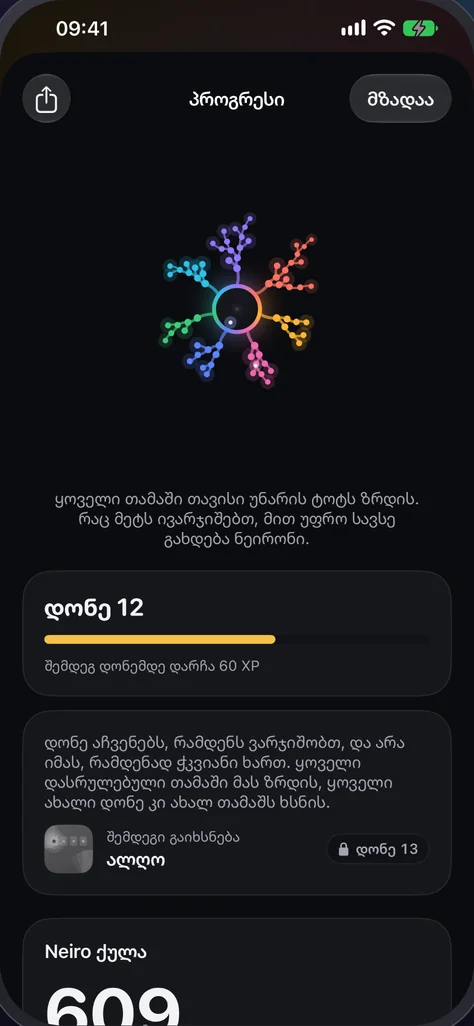 09:41
პროგრესი
მზადაა
ყოველი თამაში თავისი უნარის ტოტს ზრდის.
რაც მეტს ივარჯიშებთ, მით უფრო სავსე
გახდება ნეირონი.
დონე 12
შემდეგ დონემდე დარჩა 60 XP
დონე აჩვენებს, რამდენს ვარჯიშობთ, და არა
იმას, რამდენად ჭკვიანი ხართ. ყოველი
დასრულებული თამაში მას ზრდის, ყოველი
ახალი დონე კი ახალ თამაშს ხსნის.
შემდეგი გაიხსნება
ალღო
დონე 13
Neiro ქულა
609